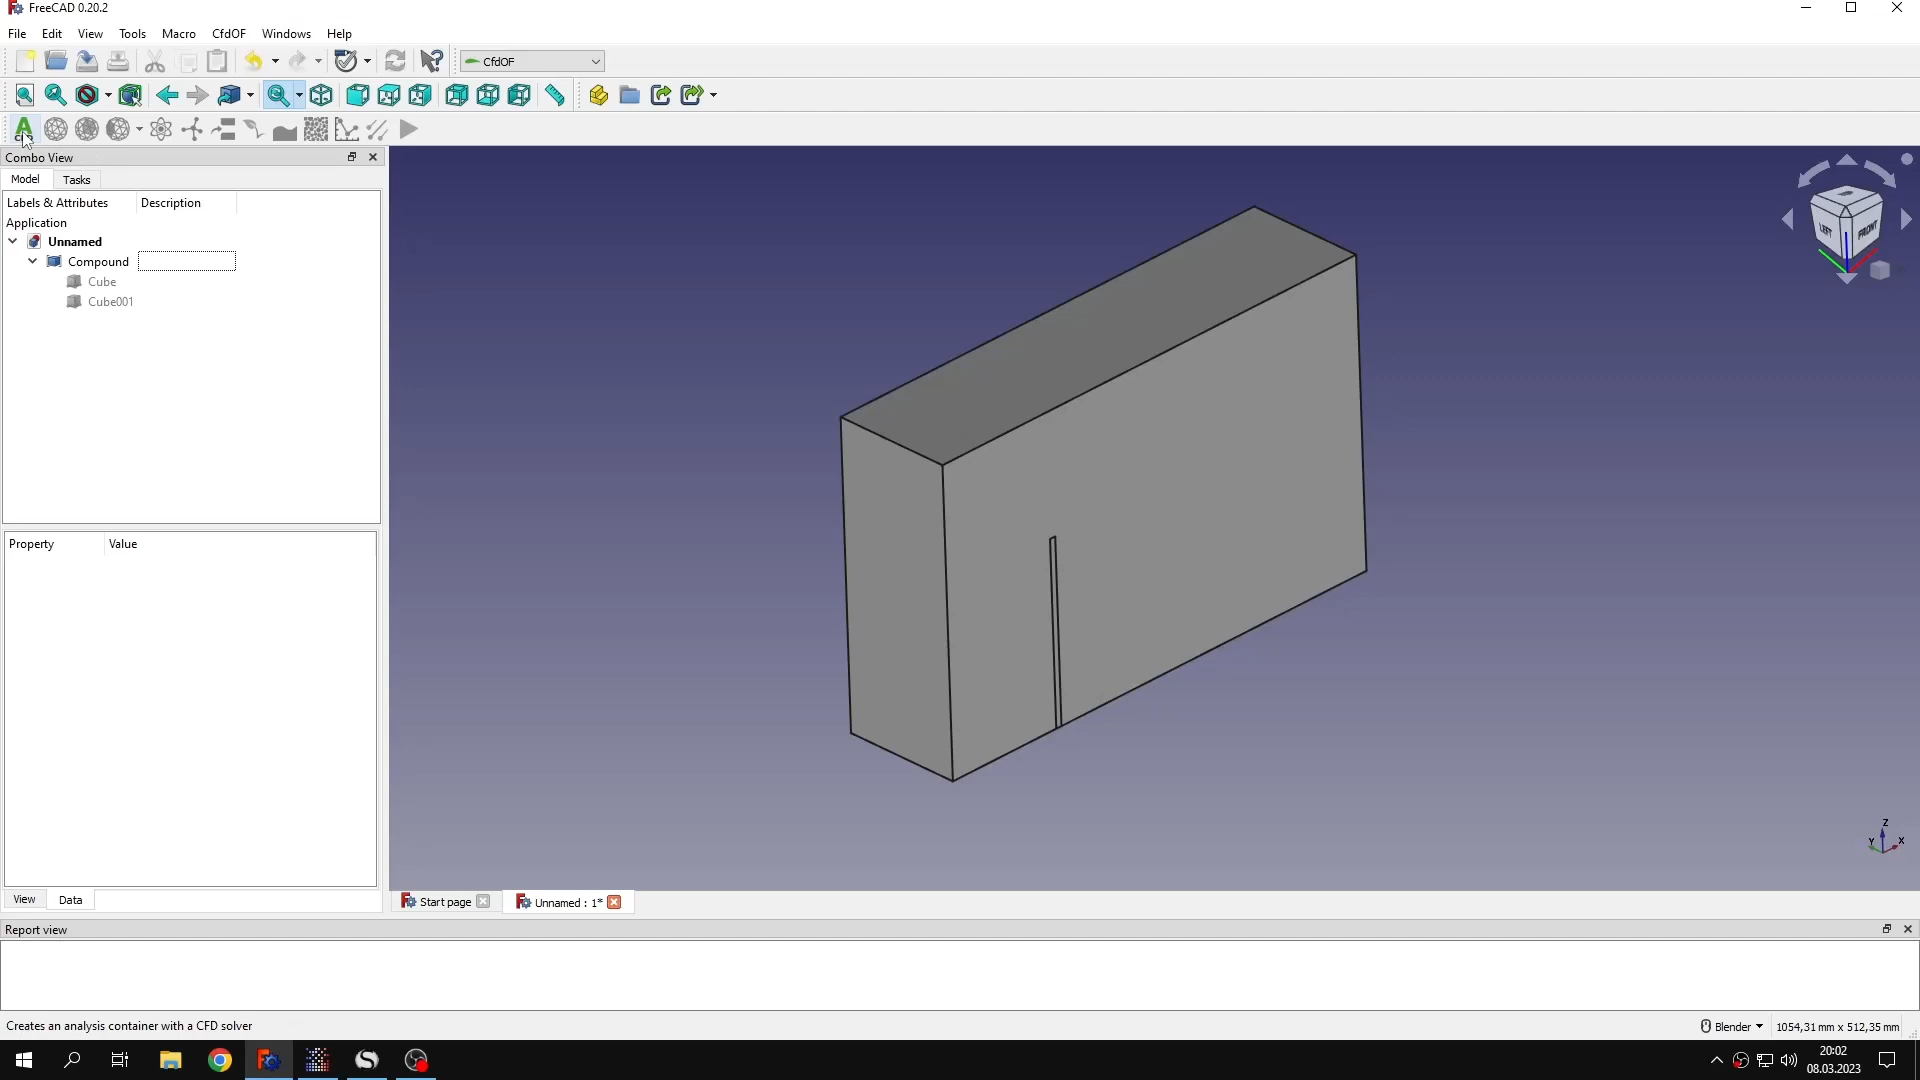 FreeCAD 0.20.2
File Edit View Tools Macro CfdOF Windows Help
CfdOF
Combo View
Model Tasks
Labels & Attributes Description
Application
Unnamed
Compound
Cube
Cube001
LEFT FRONT
Property Value
Z
Y X
View Data
Start page Unnamed : 1*
Report view
Creates an analysis container with a CFD solver
Blender 1054,31 mm x 512,35 mm
20:02
08.03.2023